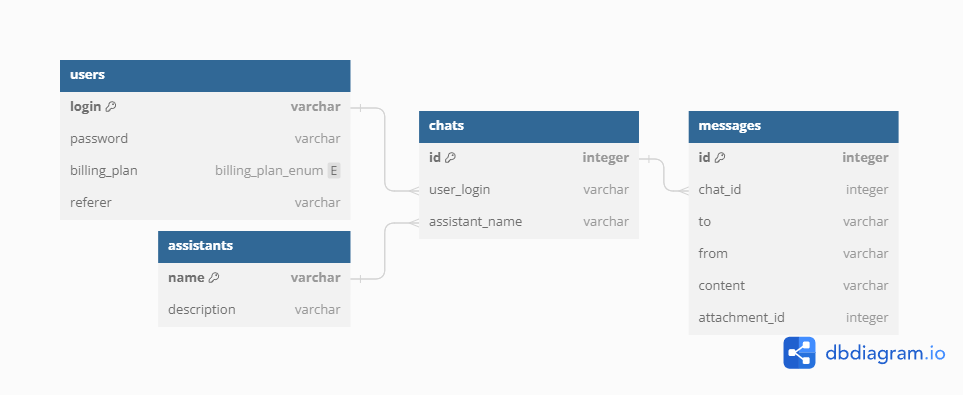 users
login varchar
password varchar
billing_plan billing_plan_enum E
referer varchar
assistants
name varchar
description varchar
chats
id integer
user_login varchar
assistant_name varchar
messages
id integer
chat_id integer
to varchar
from varchar
content varchar
attachment_id integer
dbdiagram.io